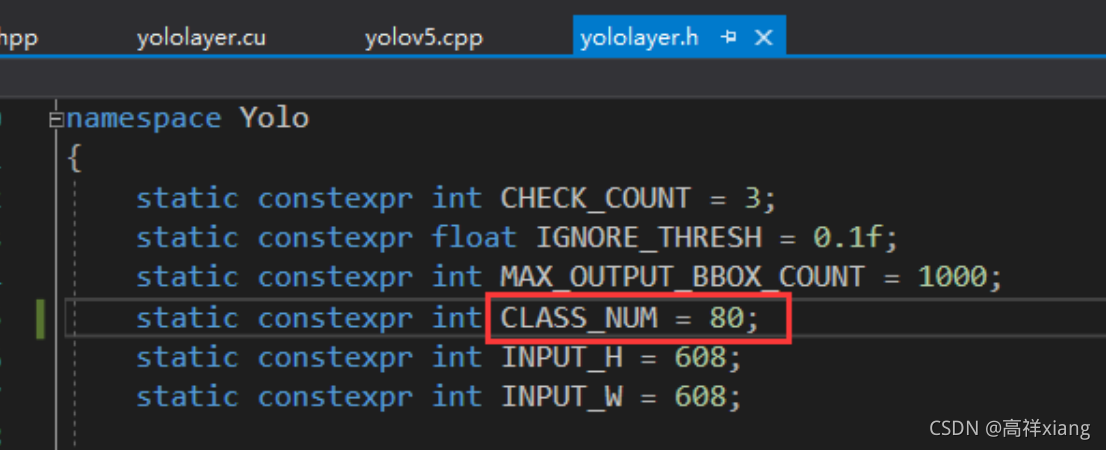 hpp yololayer.cu yolov5.cpp yololayer.h
namespace Yolo
{
static constexpr int CHECK_COUNT = 3;
static constexpr float IGNORE_THRESH = 0.1f;
static constexpr int MAX_OUTPUT_BBOX_COUNT = 1000;
static constexpr int CLASS_NUM = 80;
static constexpr int INPUT_H = 608;
static constexpr int INPUT_W = 608;
CSDN @高祥xiang